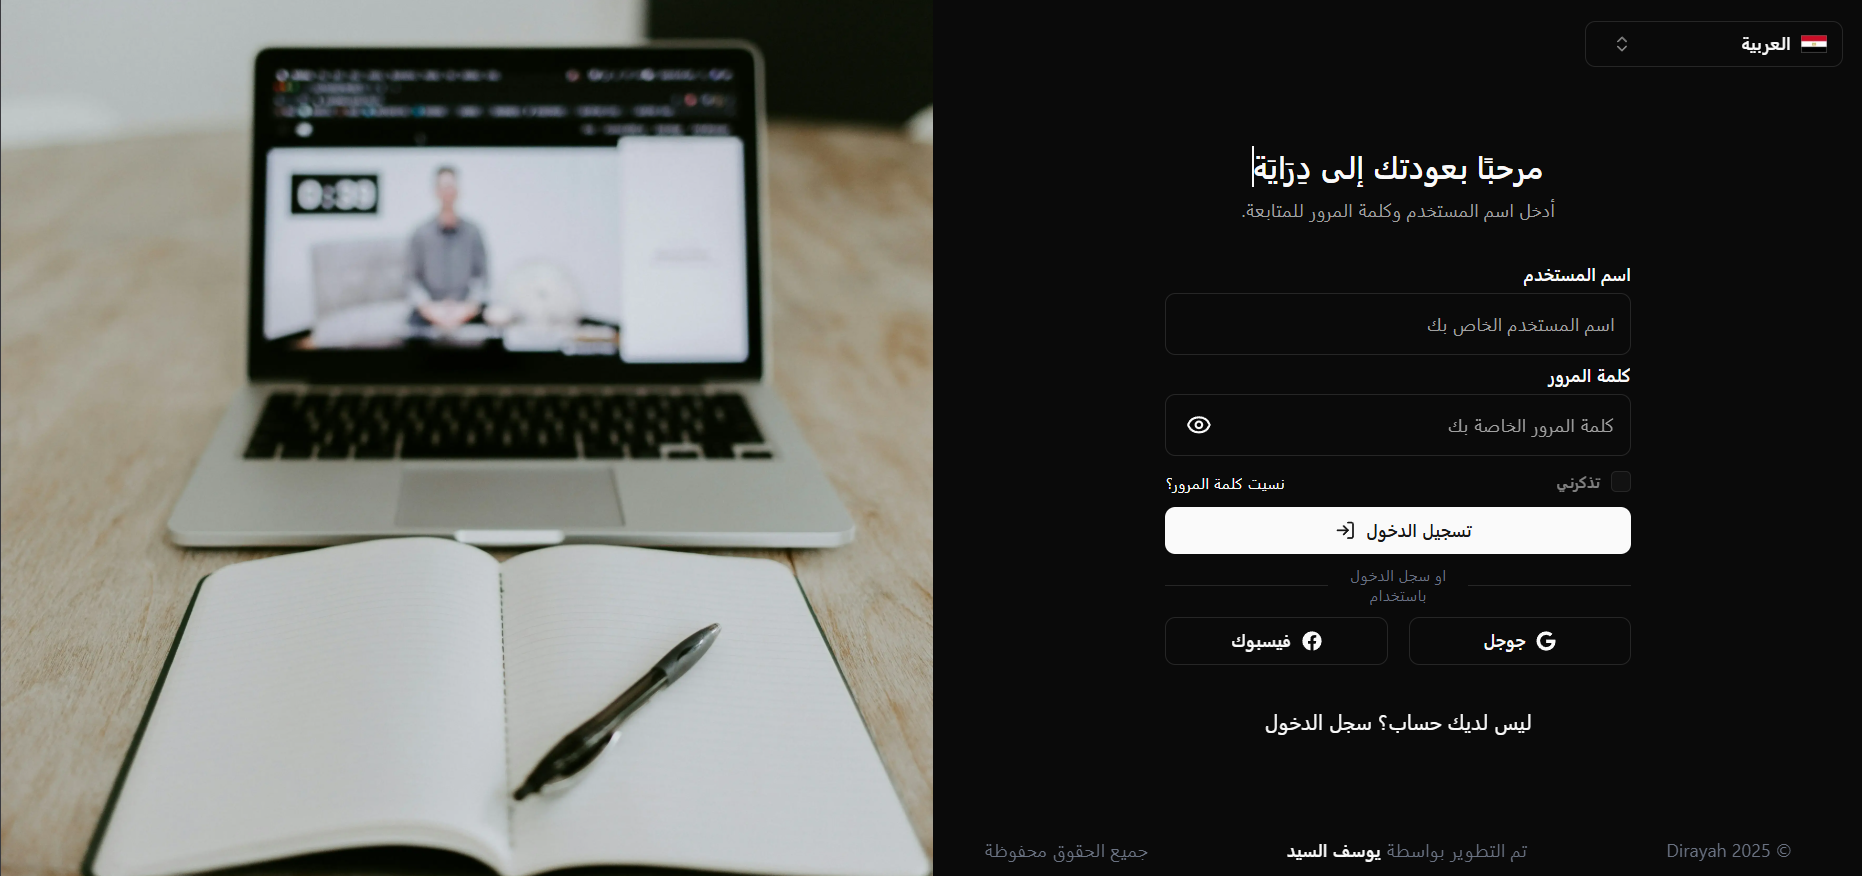 العربية
مرحبًا بعودتك إلى دِرَايَة
أدخل اسم المستخدم وكلمة المرور للمتابعة.
اسم المستخدم
اسم المستخدم الخاص بك
كلمة المرور
كلمة المرور الخاصة بك
تذكرني
نسيت كلمة المرور؟
تسجيل الدخول
او سجل الدخول
باستخدام
جوجل
فيسبوك
ليس لديك حساب؟ سجل الدخول
© 2025 Dirayah
تم التطوير بواسطة يوسف السيد
جميع الحقوق محفوظة
0:39